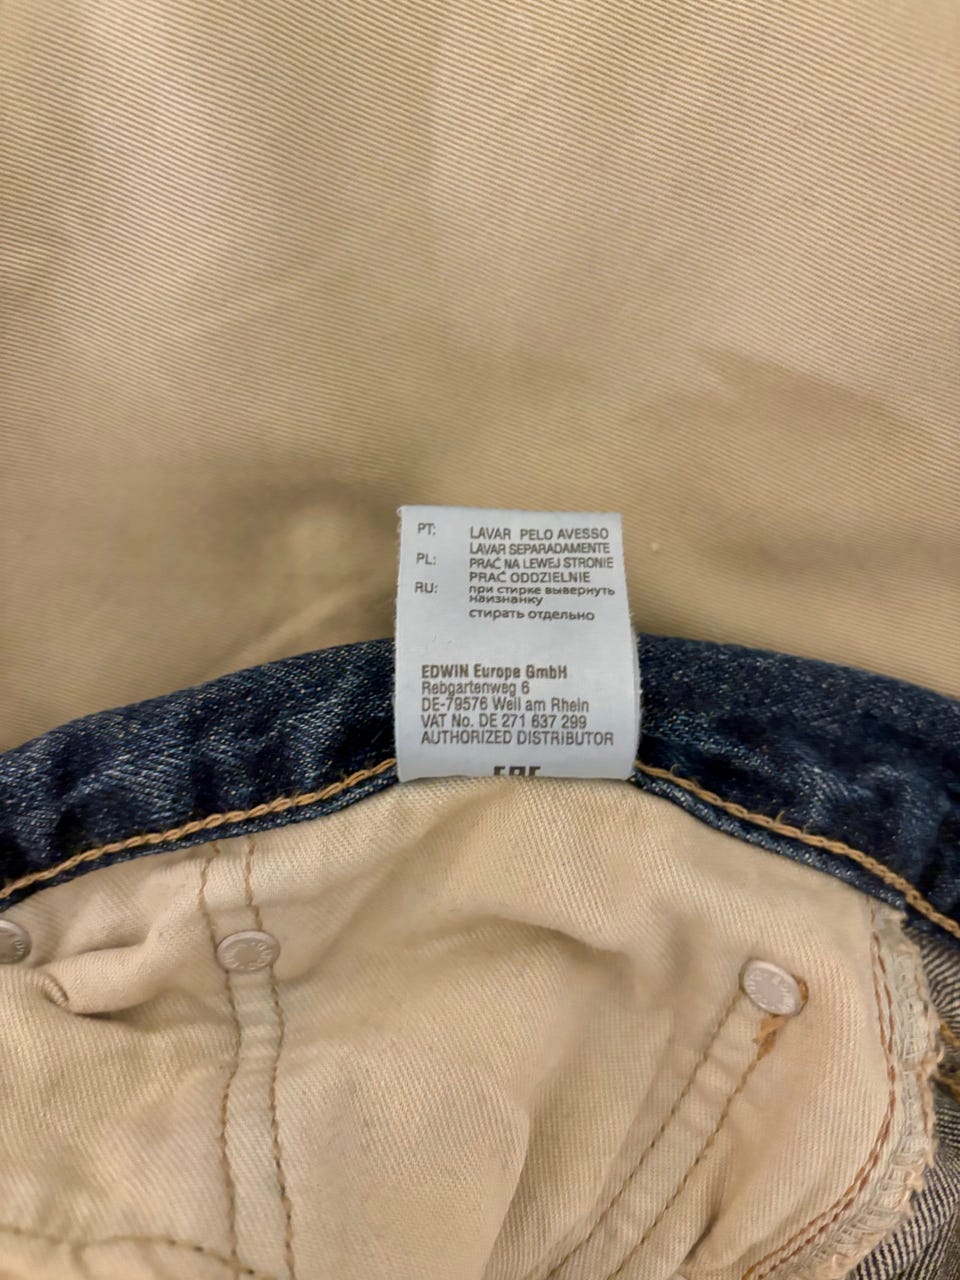 PT: LAVAR PELO AVESSO
LAVAR SEPARADAMENTE
PL: PRAĆ NA LEWEJ STRONIE
PRAĆ ODDZIELNIE
RU: при стирке вывернуть
наизнанку
стирать отдельно
EDWIN Europe GmbH
Rebgartenweg 6
DE-79576 Weil am Rhein
VAT No. DE 271 637 299
AUTHORIZED DISTRIBUTOR